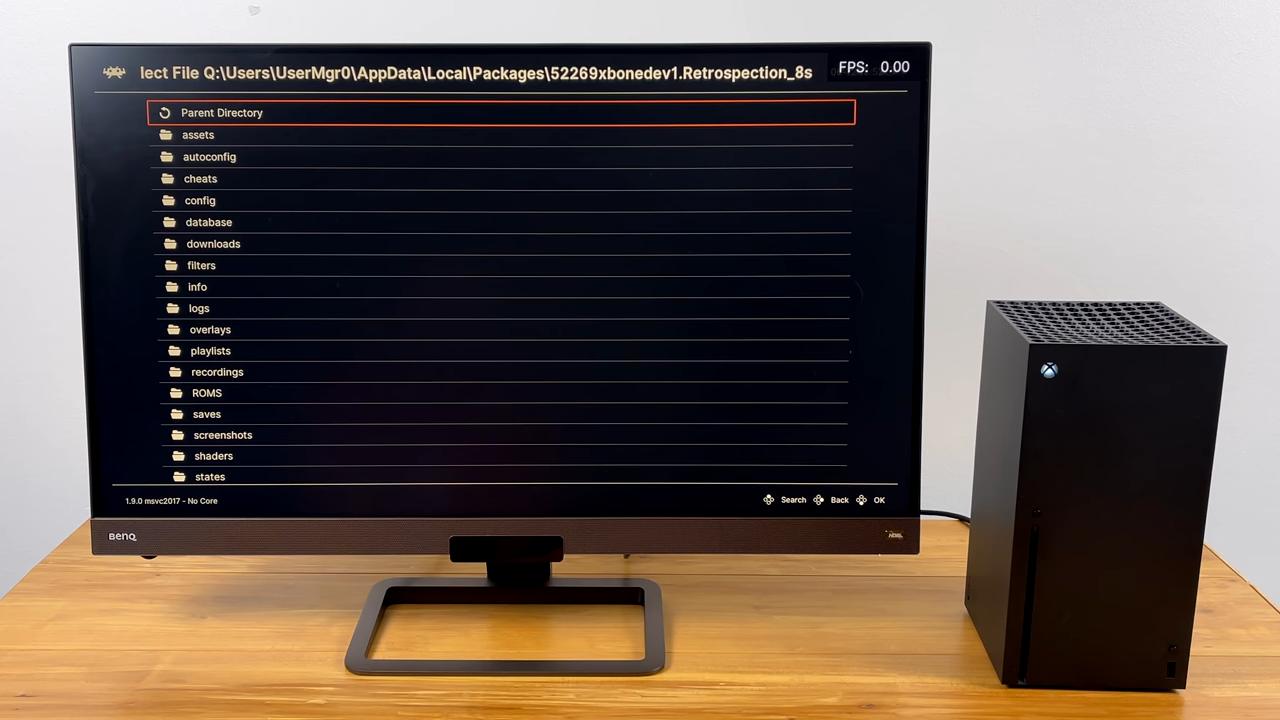 lect File Q:\Users\UserMgr0\AppData\Local\Packages\52269xbonedev1.Retrospection_8s
FPS: 0.00
Parent Directory
assets
autoconfig
cheats
config
database
downloads
filters
info
logs
overlays
playlists
recordings
ROMS
saves
screenshots
shaders
states
1.9.0 msvc2017 - No Core
Search Back OK
BenQ